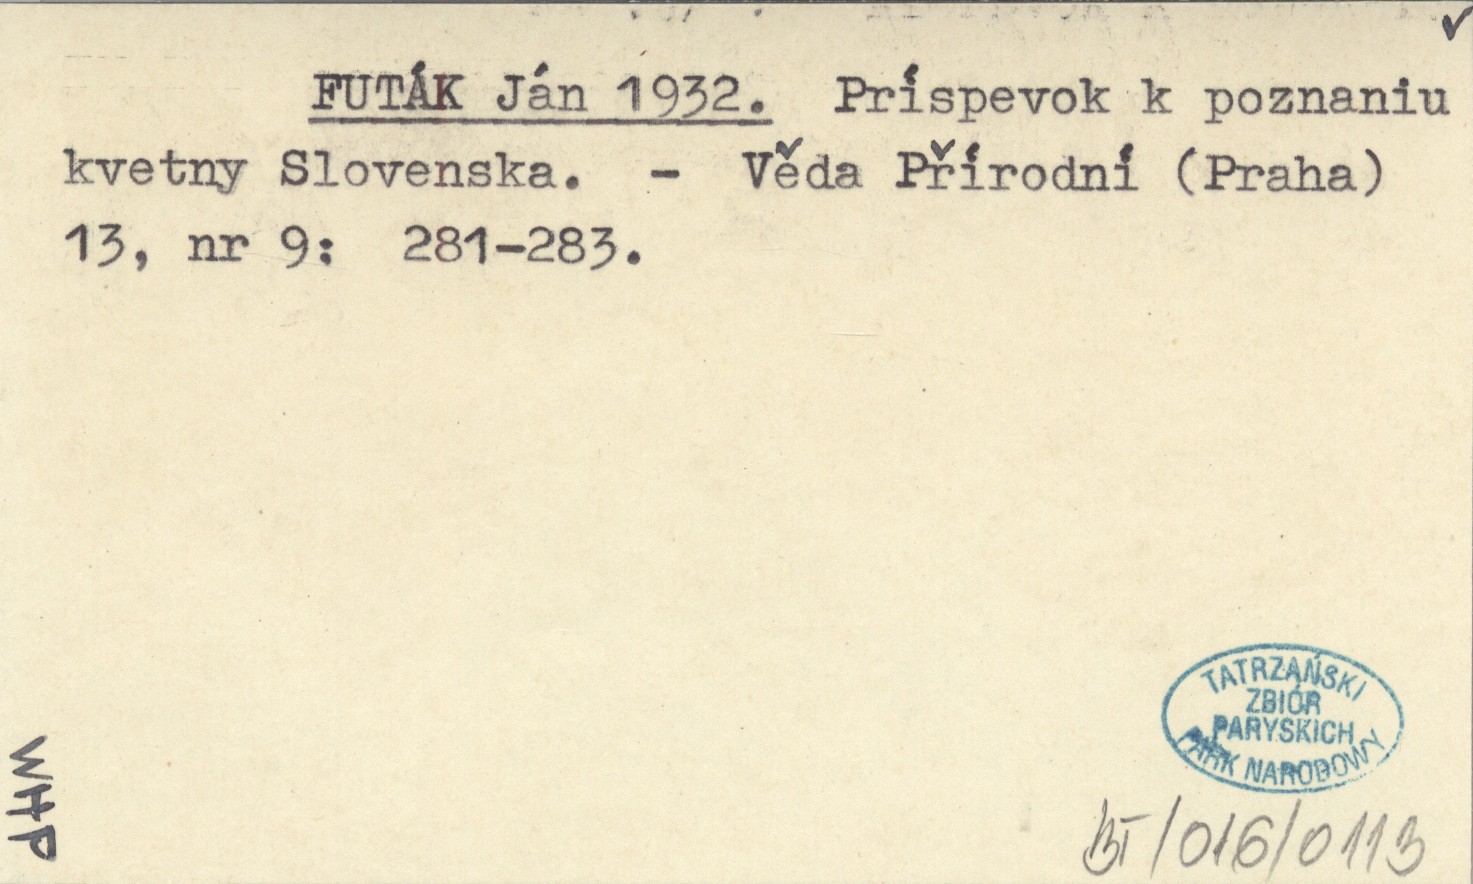 ✓
FUTÁK Ján 1932. Príspevok k poznaniu
kvetny Slovenska. - Věda Přírodní (Praha)
13, nr 9: 281-283.
TATRZAŃSKI
ZBIÓR
PARYSKICH
PARK NARODOWY
BT/016/0113
WHP